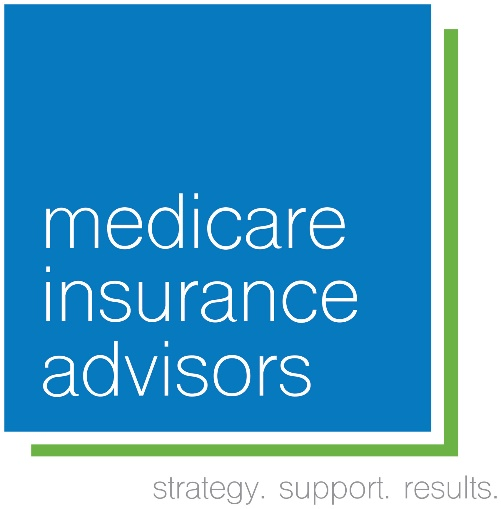 medicare
insurance
advisors
strategy. support. results.